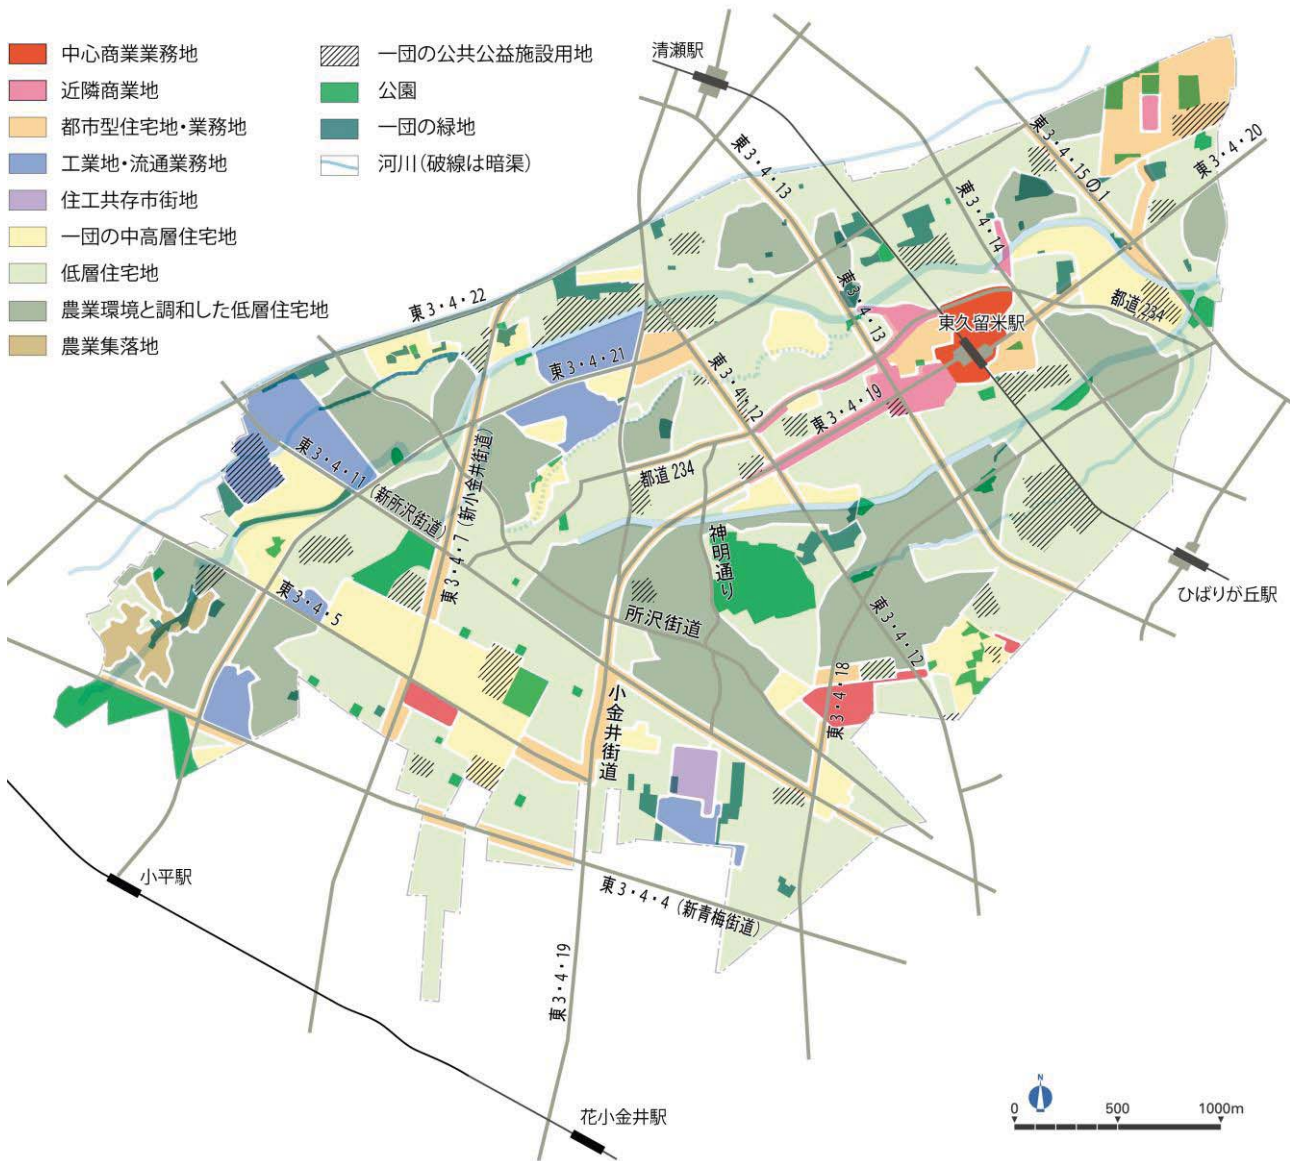 中心商業業務地
近隣商業地
都市型住宅地・業務地
工業地・流通業務地
住工共存市街地
一団の中高層住宅地
低層住宅地
農業環境と調和した低層住宅地
農業集落地
一団の公共公益施設用地
公園
一団の緑地
河川(破線は暗渠)
清瀬駅
東3・4・13
東3・4・15の1
東3・4・20
東3・4・14
東3・4・22
東3・4・13
都道234
東久留米駅
東3・4・21
東3・4・12
東3・4・19
東3・4・11(新所沢街道)
都道234
東3・4・7(新小金井街道)
神明通り
ひばりが丘駅
東3・4・5
所沢街道
東3・4・12
東3・4・18
小金井街道
小平駅
東3・4・4(新青梅街道)
東3・4・19
花小金井駅
N
0 500 1000m